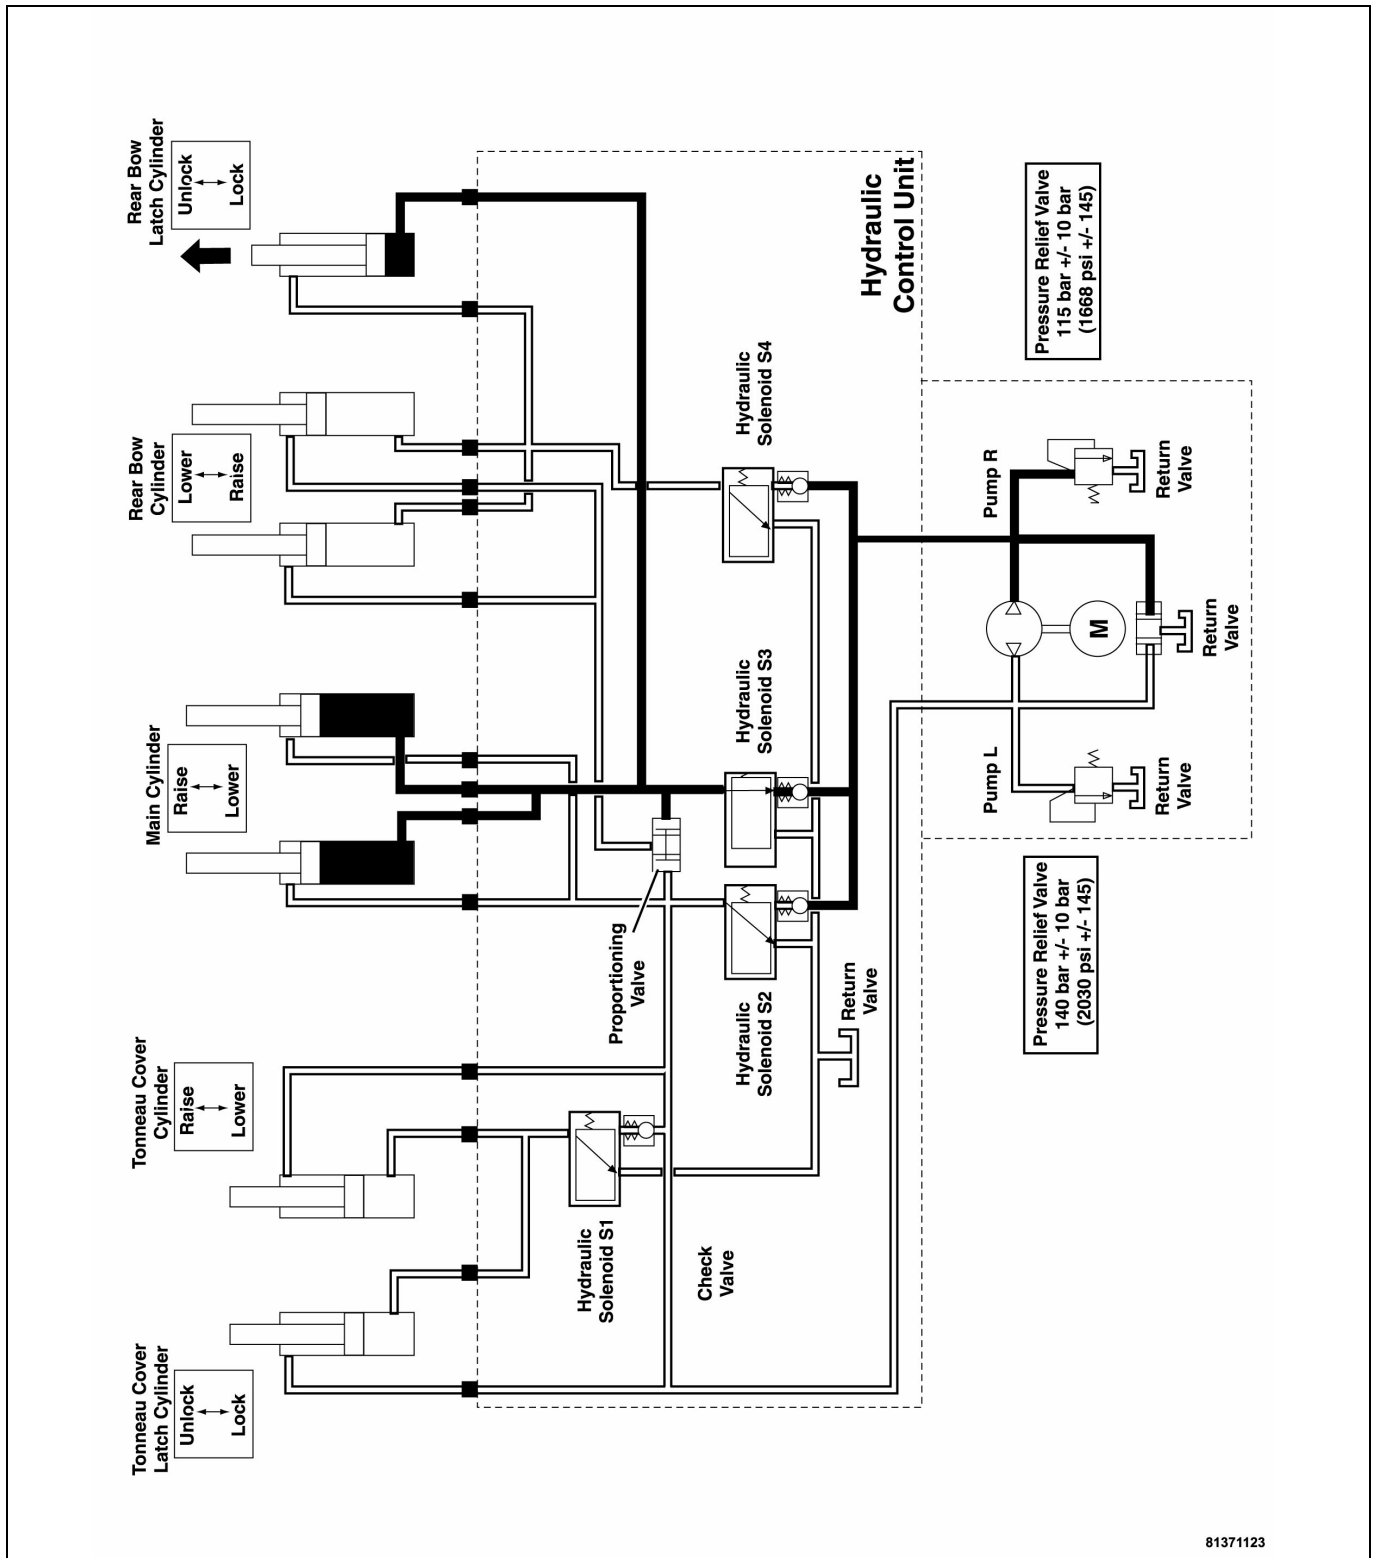 Tonneau Cover
Latch Cylinder
Unlock
Lock
Tonneau Cover
Cylinder
Raise
Lower
Main Cylinder
Raise
Lower
Rear Bow
Cylinder
Lower
Raise
Rear Bow
Latch Cylinder
Unlock
Lock
Hydraulic
Solenoid S1
Check
Valve
Proportioning
Valve
Hydraulic
Solenoid S2
Return
Valve
Hydraulic
Solenoid S3
Hydraulic
Solenoid S4
Hydraulic
Control Unit
Pump L
Pump R
M
Return
Valve
Return
Valve
Return
Valve
Pressure Relief Valve
140 bar +/- 10 bar
(2030 psi +/- 145)
Pressure Relief Valve
115 bar +/- 10 bar
(1668 psi +/- 145)
81371123